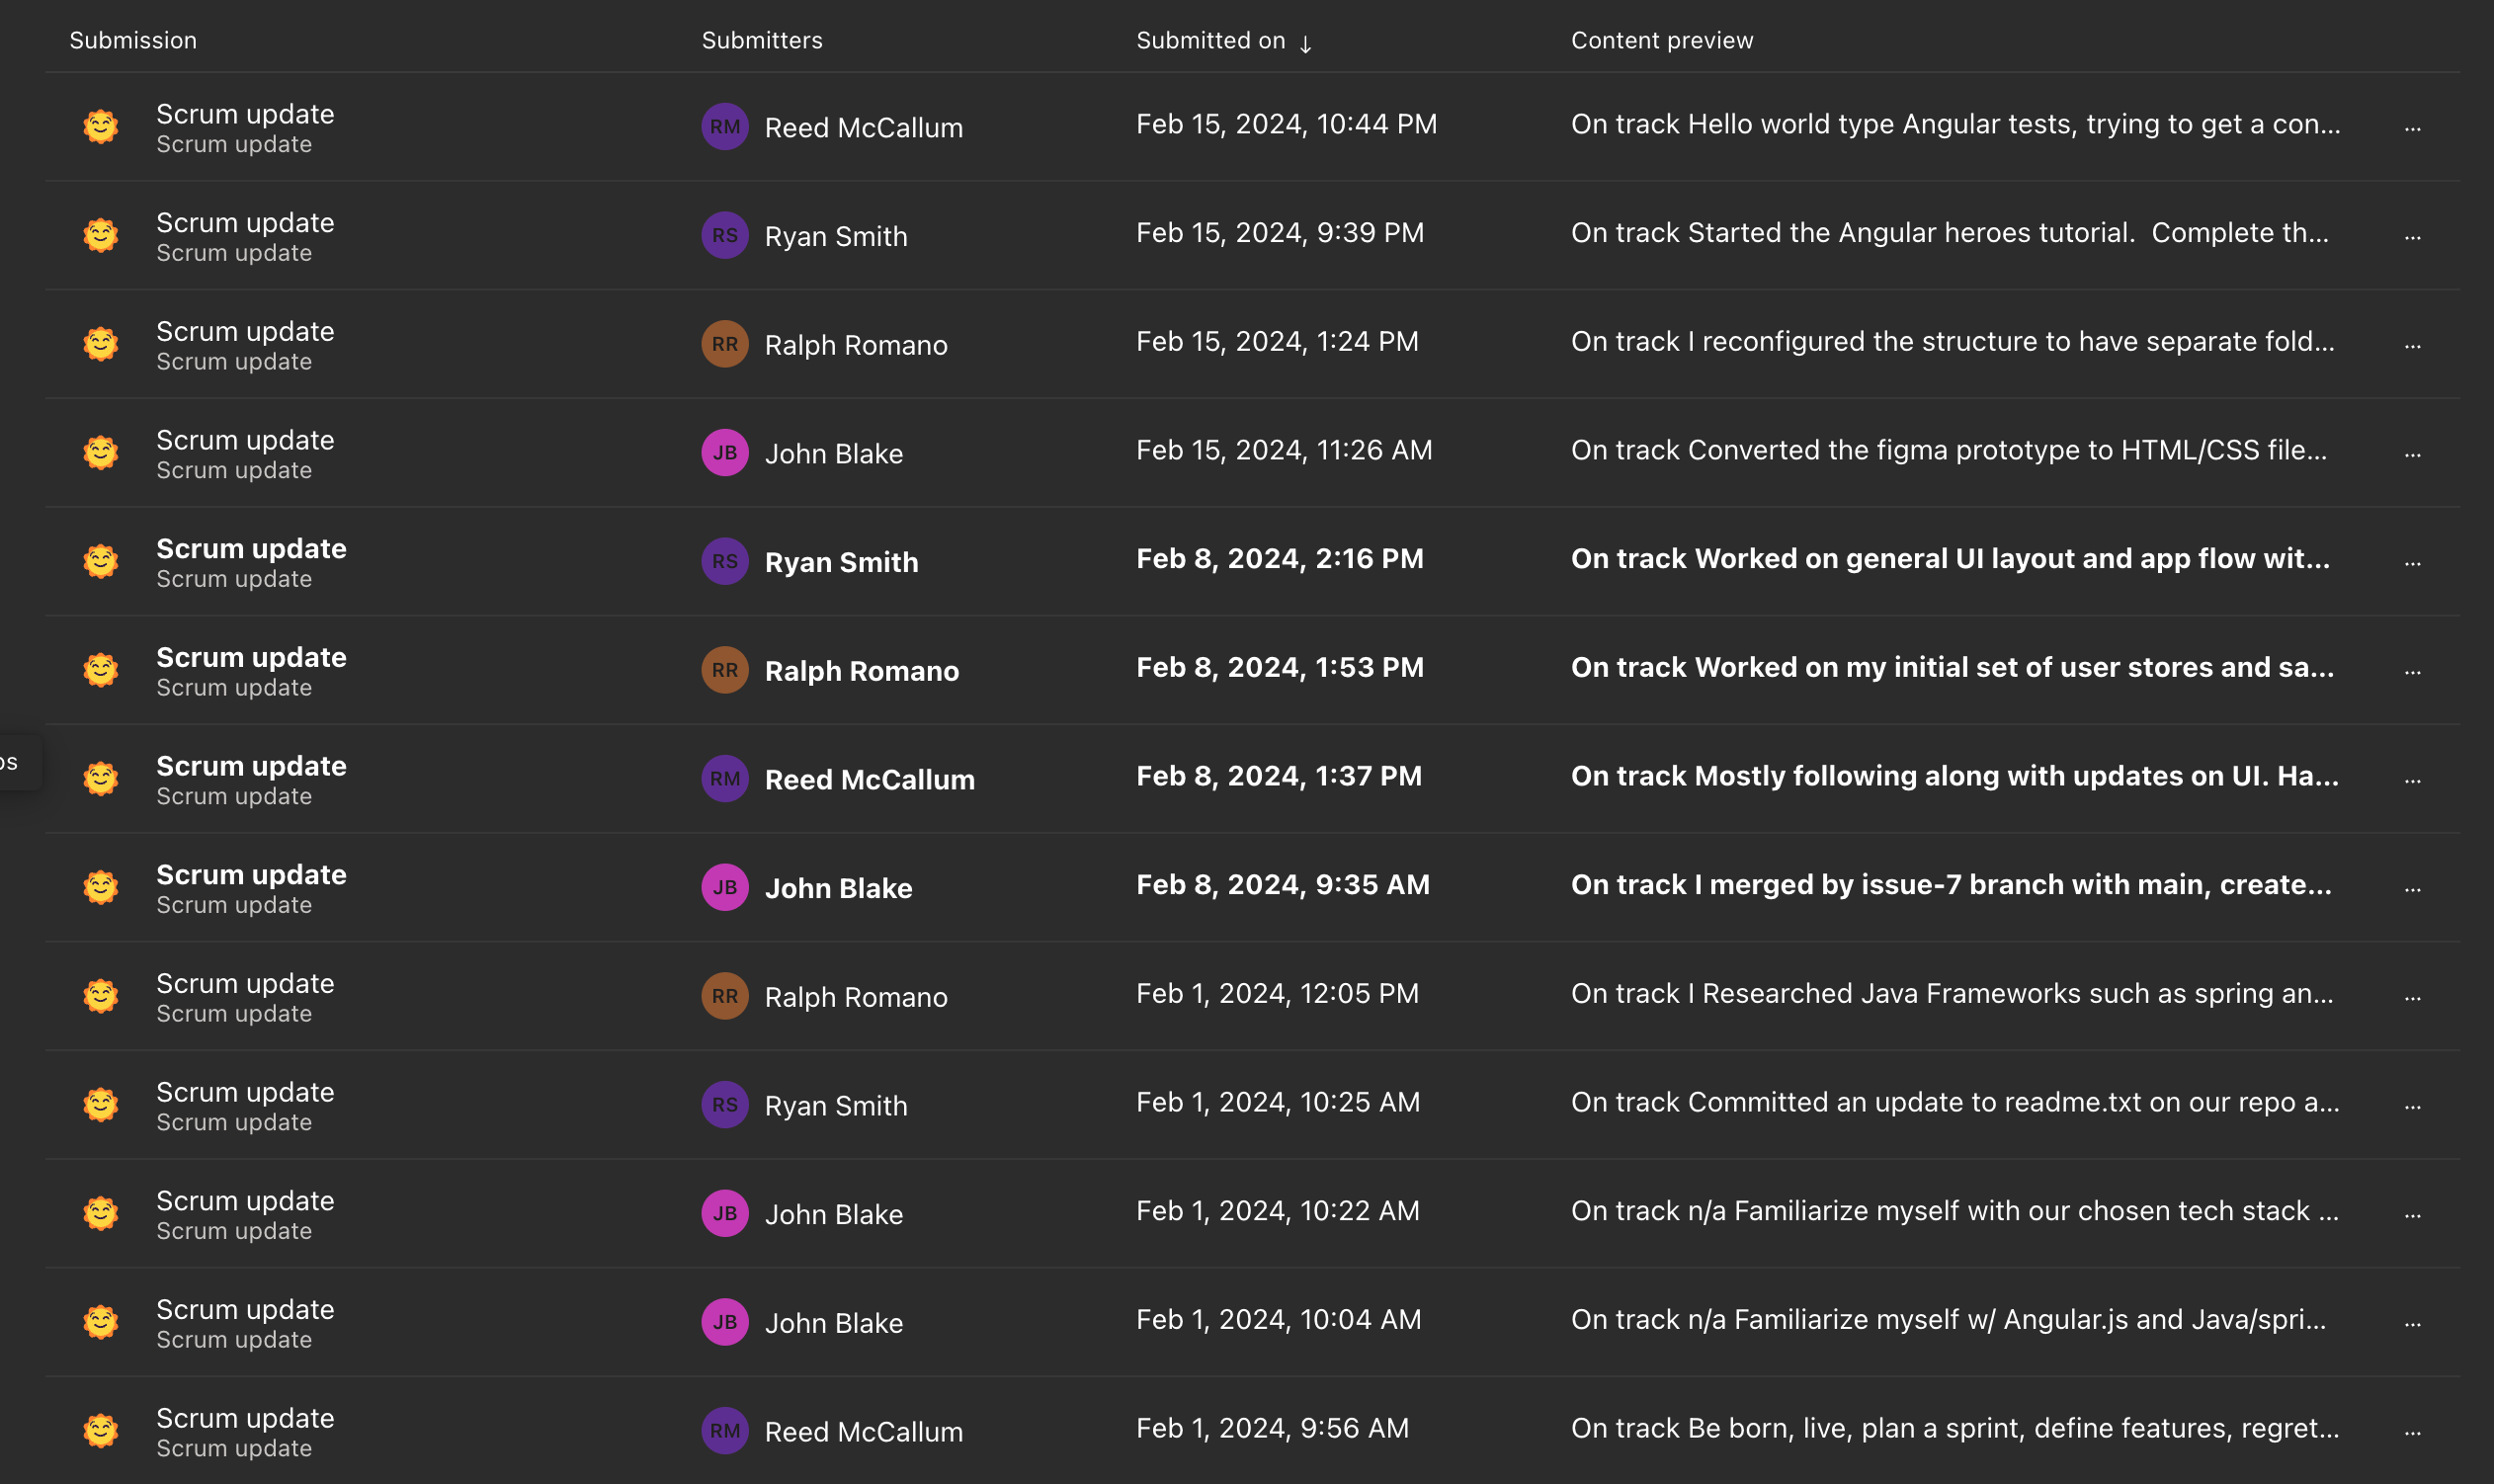 Submission Submitters Submitted on ↓ Content preview
Scrum update
Scrum update
RM Reed McCallum Feb 15, 2024, 10:44 PM On track Hello world type Angular tests, trying to get a con... ...
Scrum update
Scrum update
RS Ryan Smith Feb 15, 2024, 9:39 PM On track Started the Angular heroes tutorial.  Complete th... ...
Scrum update
Scrum update
RR Ralph Romano Feb 15, 2024, 1:24 PM On track I reconfigured the structure to have separate fold... ...
Scrum update
Scrum update
JB John Blake Feb 15, 2024, 11:26 AM On track Converted the figma prototype to HTML/CSS file... ...
Scrum update
Scrum update
RS Ryan Smith Feb 8, 2024, 2:16 PM On track Worked on general UI layout and app flow wit... ...
Scrum update
Scrum update
RR Ralph Romano Feb 8, 2024, 1:53 PM On track Worked on my initial set of user stores and sa... ...
Scrum update
Scrum update
RM Reed McCallum Feb 8, 2024, 1:37 PM On track Mostly following along with updates on UI. Ha... ...
Scrum update
Scrum update
JB John Blake Feb 8, 2024, 9:35 AM On track I merged by issue-7 branch with main, create... ...
Scrum update
Scrum update
RR Ralph Romano Feb 1, 2024, 12:05 PM On track I Researched Java Frameworks such as spring an... ...
Scrum update
Scrum update
RS Ryan Smith Feb 1, 2024, 10:25 AM On track Committed an update to readme.txt on our repo a... ...
Scrum update
Scrum update
JB John Blake Feb 1, 2024, 10:22 AM On track n/a Familiarize myself with our chosen tech stack ... ...
Scrum update
Scrum update
JB John Blake Feb 1, 2024, 10:04 AM On track n/a Familiarize myself w/ Angular.js and Java/spri... ...
Scrum update
Scrum update
RM Reed McCallum Feb 1, 2024, 9:56 AM On track Be born, live, plan a sprint, define features, regret... ...